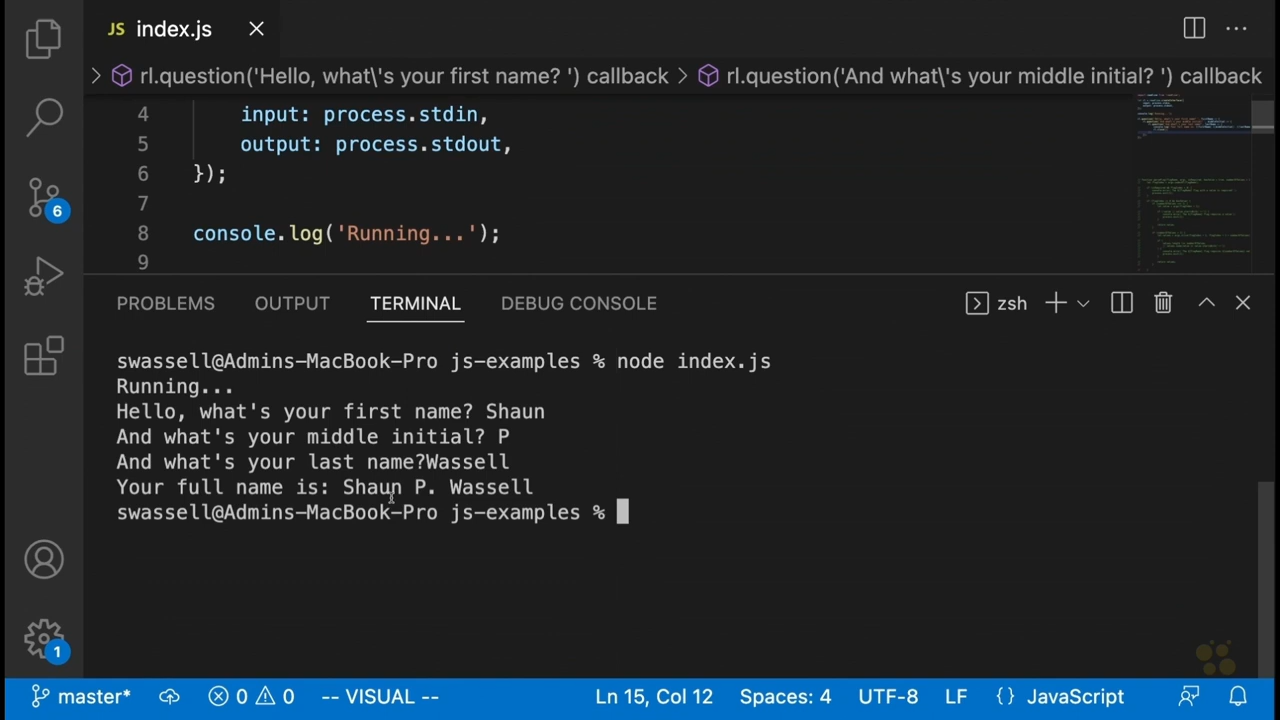 JS index.js
rl.question('Hello, what\'s your first name? ') callback > rl.question('And what\'s your middle initial? ') callback
4 input: process.stdin,
5 output: process.stdout,
6 });
7
8 console.log('Running...');
9
6
PROBLEMS OUTPUT TERMINAL DEBUG CONSOLE zsh
swassell@Admins-MacBook-Pro js-examples % node index.js
Running...
Hello, what's your first name? Shaun
And what's your middle initial? P
And what's your last name?Wassell
Your full name is: Shaun P. Wassell
swassell@Admins-MacBook-Pro js-examples %
1
master* 0 0 -- VISUAL -- Ln 15, Col 12 Spaces: 4 UTF-8 LF {} JavaScript